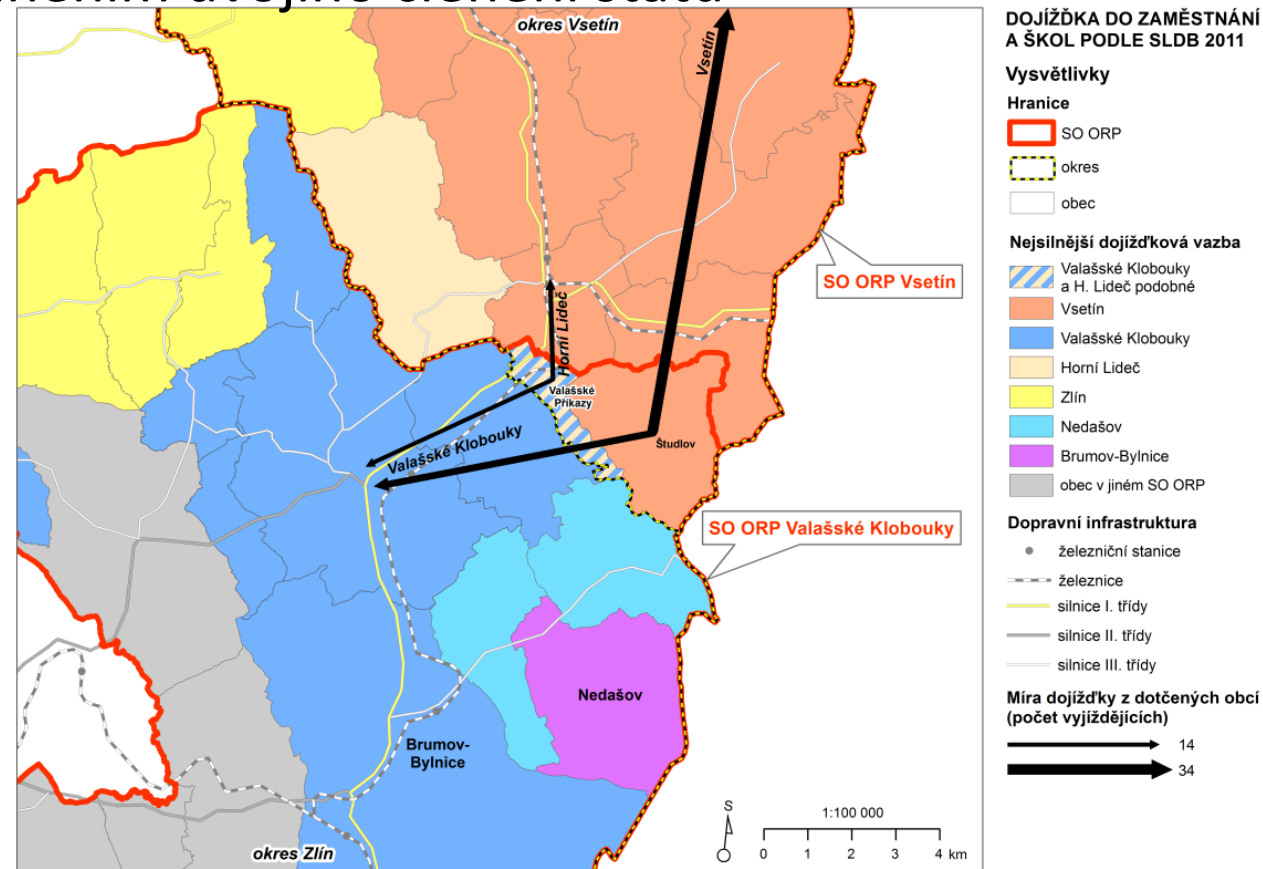 okres Vsetín
Vsetín
SO ORP Vsetín
Horní Lideč
Valašské
Příkazy
Valašské Klobouky
Študlov
SO ORP Valašské Klobouky
Nedašov
Brumov-
Bylnice
okres Zlín
S
1:100 000
0 1 2 3 4 km
DOJÍŽĎKA DO ZAMĚSTNÁNÍ
A ŠKOL PODLE SLDB 2011
Vysvětlivky
Hranice
SO ORP
okres
obec
Nejsilnější dojížďková vazba
Valašské Klobouky
a H. Lideč podobné
Vsetín
Valašské Klobouky
Horní Lideč
Zlín
Nedašov
Brumov-Bylnice
obec v jiném SO ORP
Dopravní infrastruktura
železniční stanice
železnice
silnice I. třídy
silnice II. třídy
silnice III. třídy
Míra dojížďky z dotčených obcí
(počet vyjíždějících)
14
34